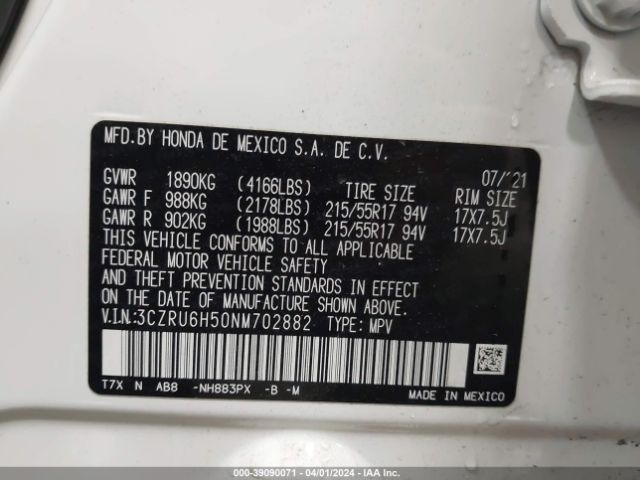 MFD.BY HONDA DE MEXICO S.A. DE C.V.
07/'21
GVWR 1890KG (4166LBS) TIRE SIZE RIM SIZE
GAWR F 988KG (2178LBS) 215/55R17 94V 17X7.5J
GAWR R 902KG (1988LBS) 215/55R17 94V 17X7.5J
THIS VEHICLE CONFORMS TO ALL APPLICABLE
FEDERAL MOTOR VEHICLE SAFETY
AND THEFT PREVENTION STANDARDS IN EFFECT
ON THE DATE OF MANUFACTURE SHOWN ABOVE.
V.I.N.:3CZRU6H50NM702882 TYPE: MPV
T7X N AB8 -NH883PX -B -M MADE IN MEXICO
000-39090071 - 04/01/2024 - IAA Inc.